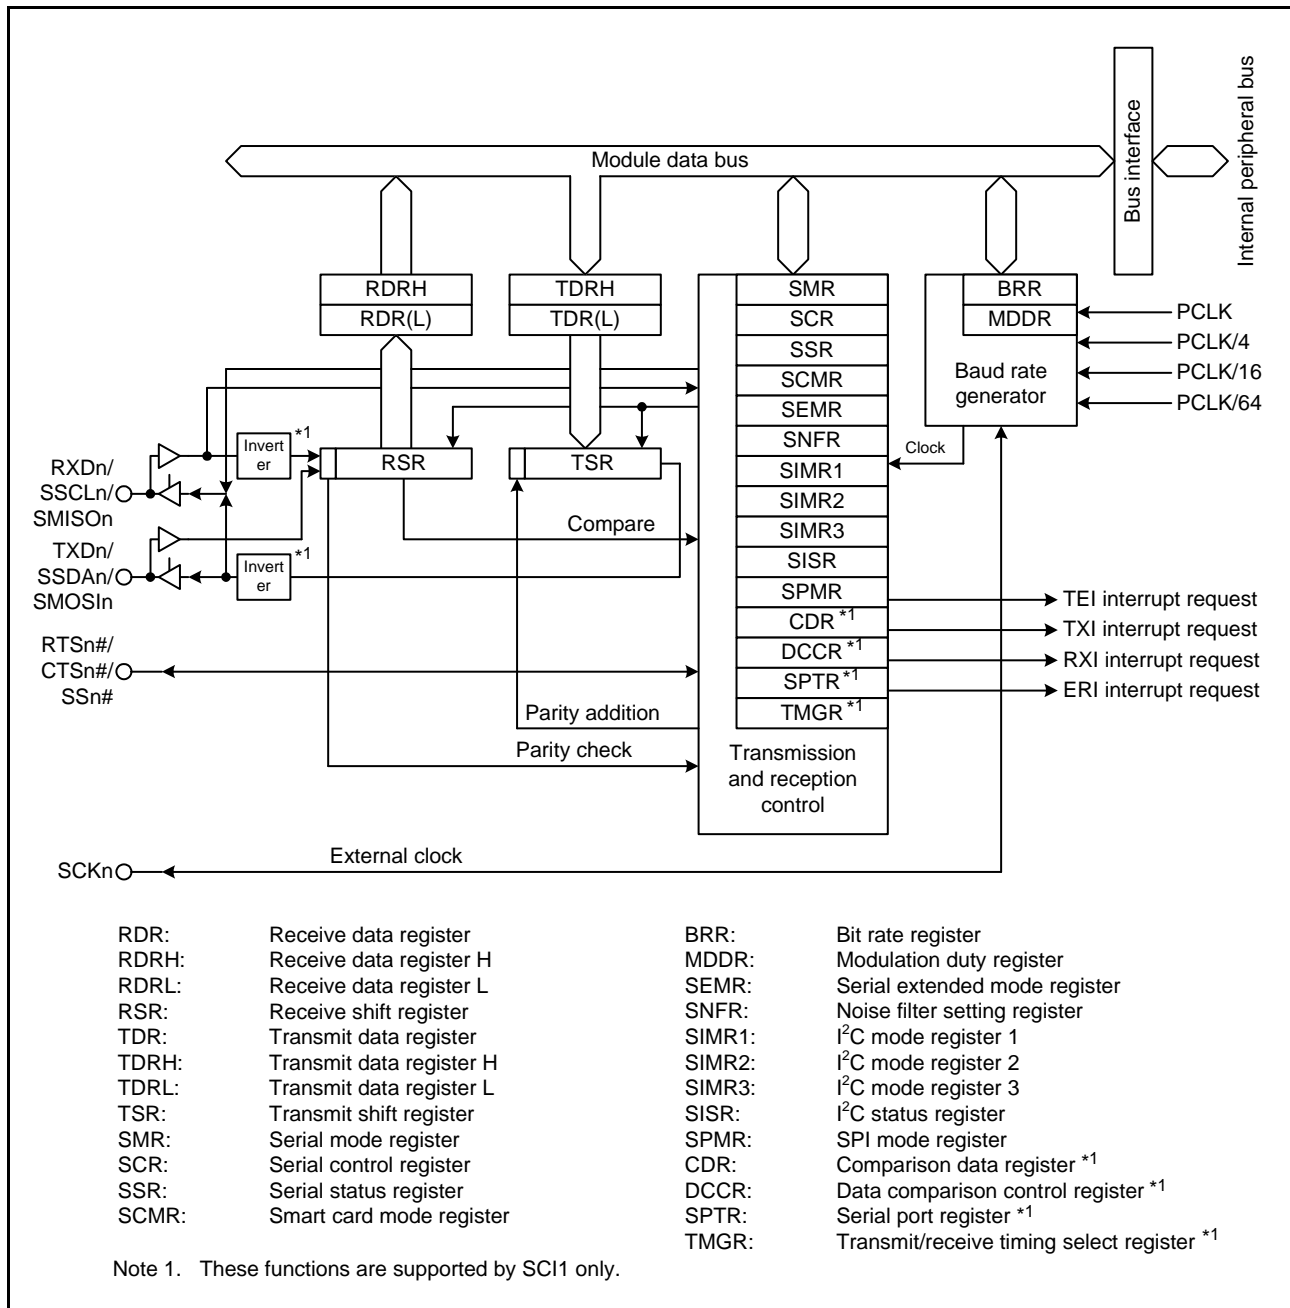 Module data bus
Bus interface
Internal peripheral bus
RDRH
RDR(L)
TDRH
TDR(L)
SMR
SCR
SSR
SCMR
SEMR
SNFR
SIMR1
SIMR2
SIMR3
SISR
SPMR
CDR *1
DCCR *1
SPTR *1
TMGR *1
Transmission
and reception
control
BRR
MDDR
Baud rate
generator
PCLK
PCLK/4
PCLK/16
PCLK/64
Clock
RXDn/
SSCLn/
SMISOn
Invert
er
*1
RSR
TSR
Compare
TXDn/
SSDAn/
SMOSIn
Invert
er
*1
RTSn#/
CTSn#/
SSn#
Parity addition
Parity check
TEI interrupt request
TXI interrupt request
RXI interrupt request
ERI interrupt request
SCKn
External clock
RDR: Receive data register
RDRH: Receive data register H
RDRL: Receive data register L
RSR: Receive shift register
TDR: Transmit data register
TDRH: Transmit data register H
TDRL: Transmit data register L
TSR: Transmit shift register
SMR: Serial mode register
SCR: Serial control register
SSR: Serial status register
SCMR: Smart card mode register
BRR: Bit rate register
MDDR: Modulation duty register
SEMR: Serial extended mode register
SNFR: Noise filter setting register
SIMR1: I²C mode register 1
SIMR2: I²C mode register 2
SIMR3: I²C mode register 3
SISR: I²C status register
SPMR: SPI mode register
CDR: Comparison data register *1
DCCR: Data comparison control register *1
SPTR: Serial port register *1
TMGR: Transmit/receive timing select register *1
Note 1. These functions are supported by SCI1 only.